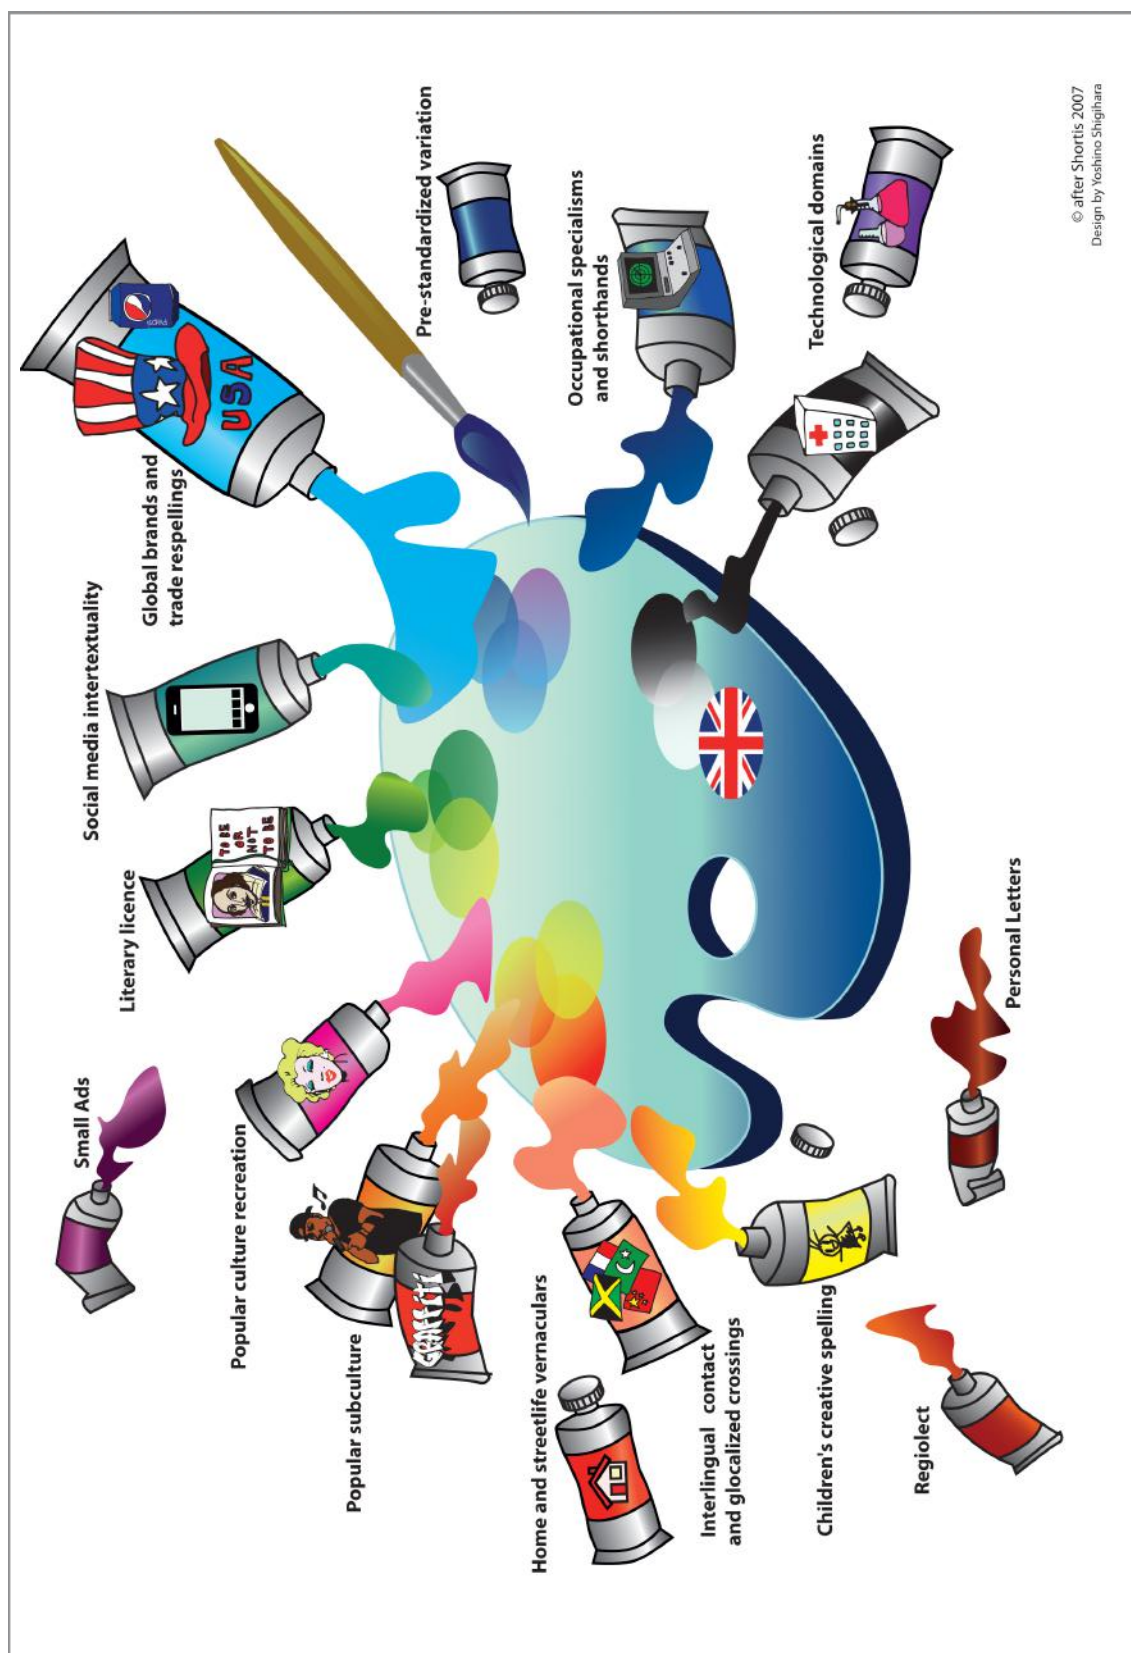 Small Ads
Literary licence
Social media intertextuality
Global brands and
trade respellings
PEPSI
USA
TO BE
OR
NOT
TO BE
Popular culture recreation
Pre-standardized variation
Popular subculture
GRAFFITI
Occupational specialisms
and shorthands
Home and streetlife vernaculars
Interlingual contact
and glocalized crossings
Technological domains
Children's creative spelling
Regiolect
Personal Letters
© after Shortis 2007
Design by Yoshino Shigihara